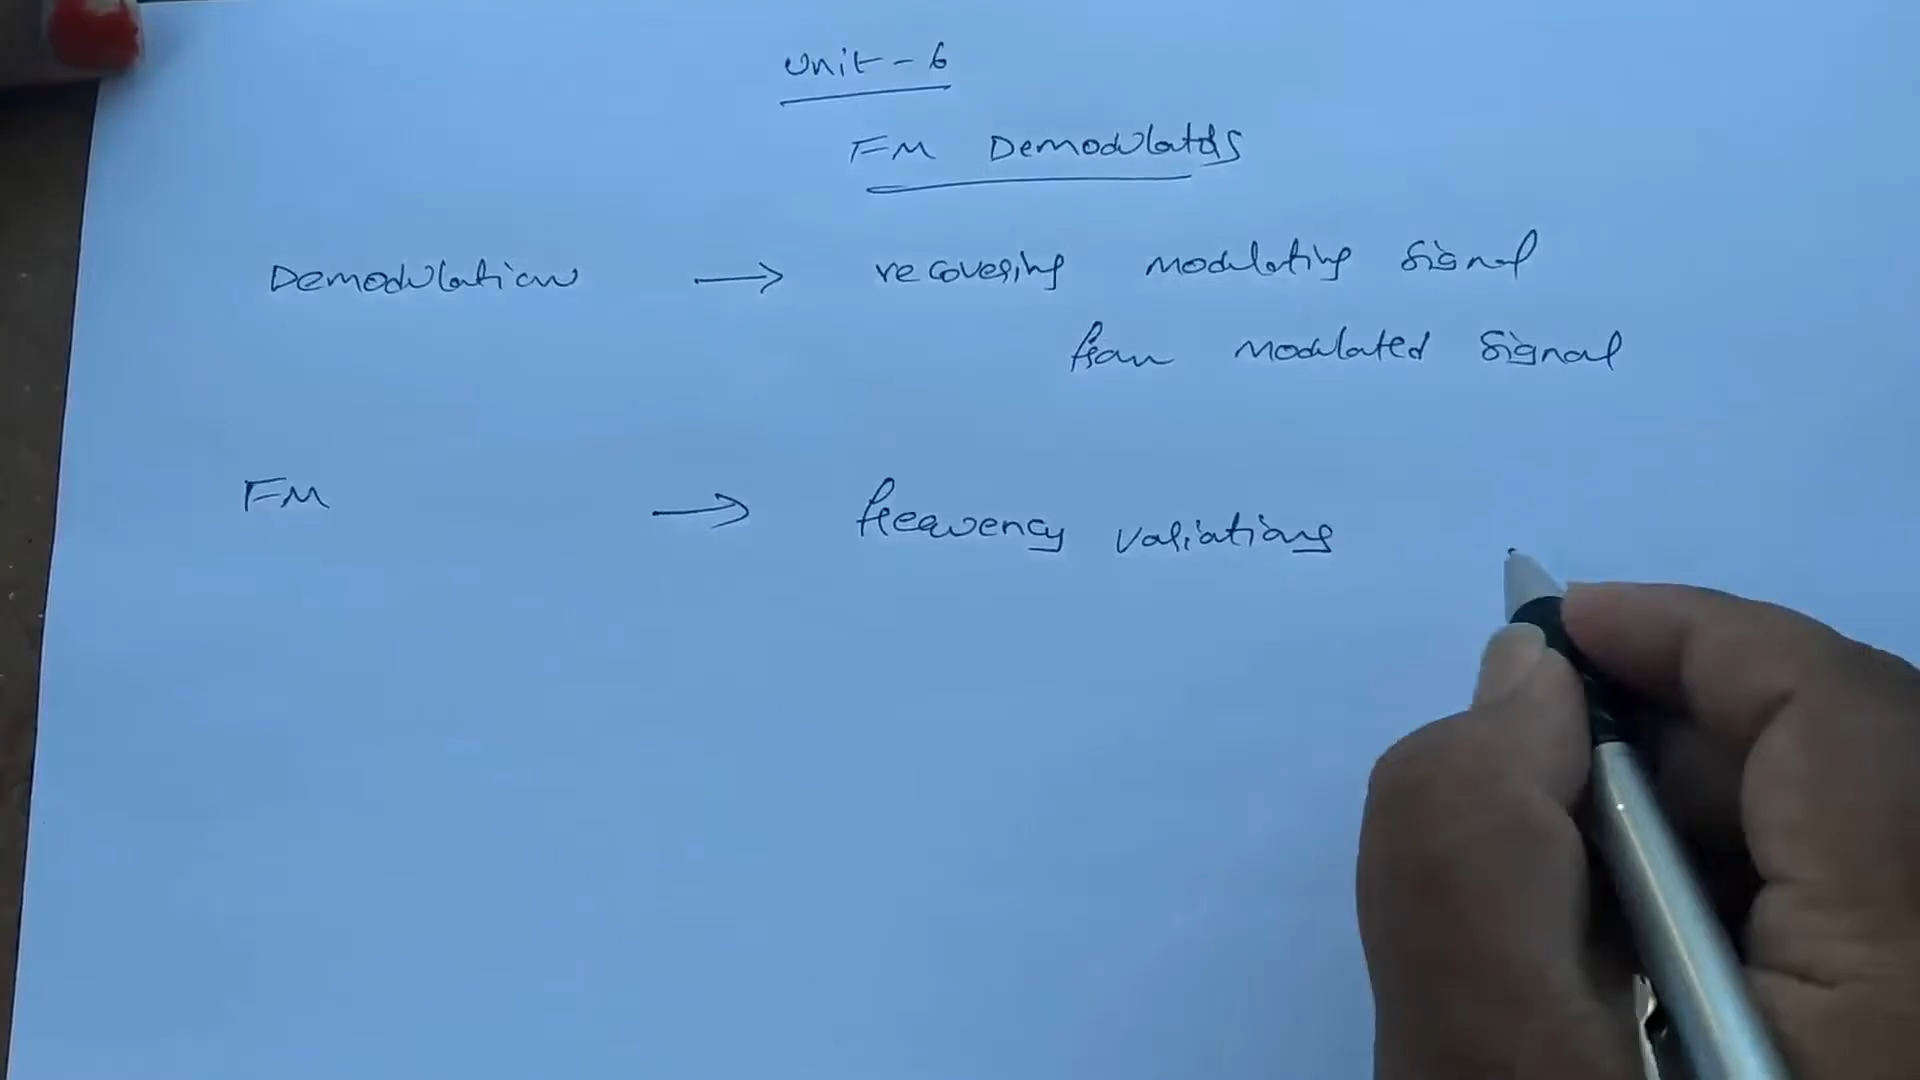 Unit - 6
FM Demodulators
Demodulation → recovering modulating signal
from modulated signal
FM → frequency variations